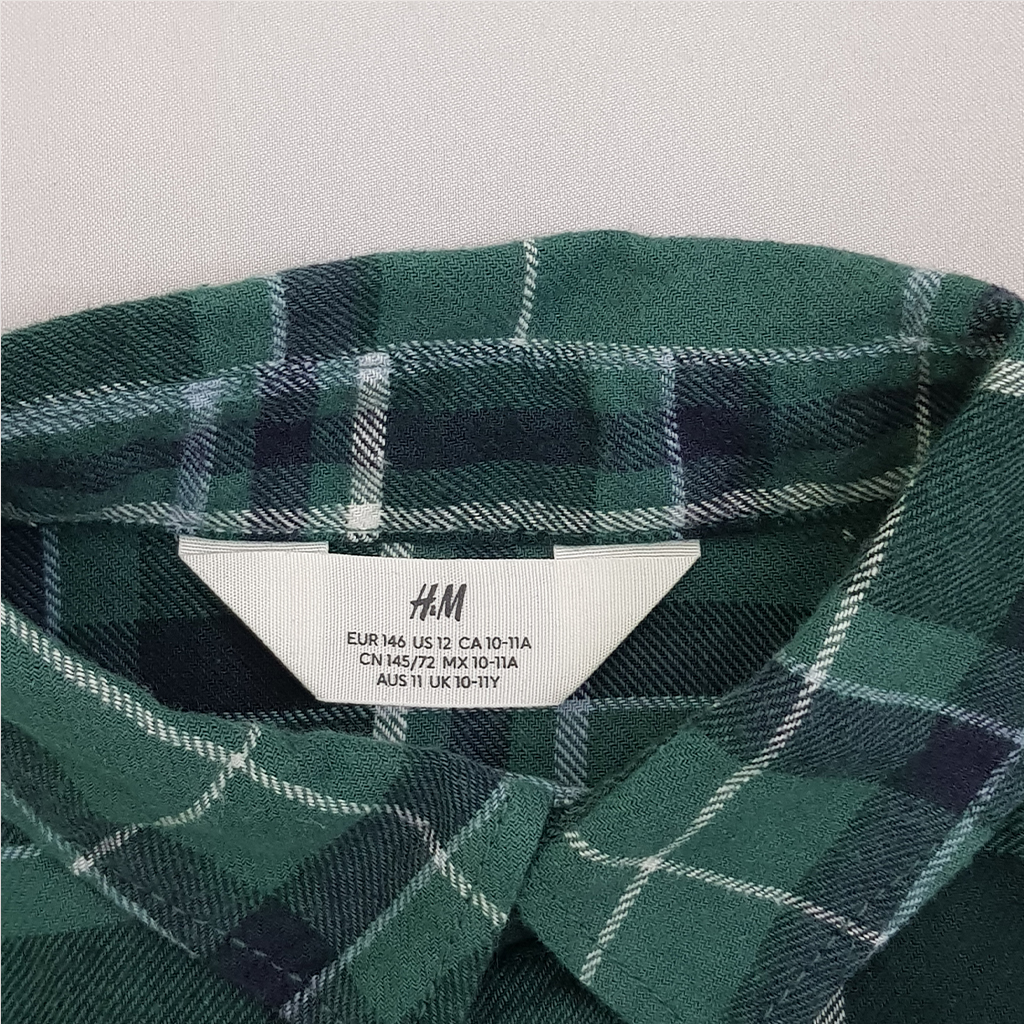 H&M
EUR 146 US 12 CA 10-11A
CN 145/72 MX 10-11A
AUS 11 UK 10-11Y